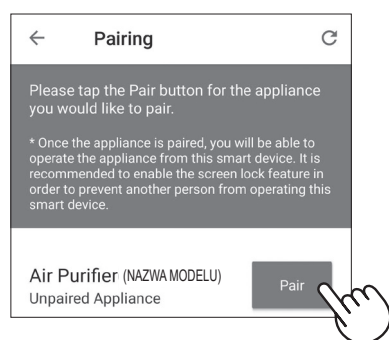 Pairing
Please tap the Pair button for the appliance
you would like to pair.
* Once the appliance is paired, you will be able to
operate the appliance from this smart device. It is
recommended to enable the screen lock feature in
order to prevent another person from operating this
smart device.
Air Purifier (NAZWA MODELU)
Unpaired Appliance
Pair